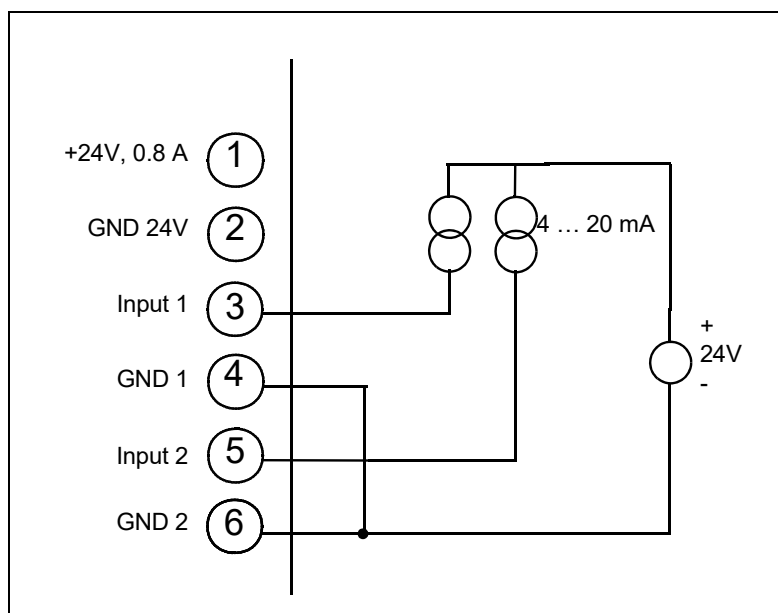 +24V, 0.8 A 1
GND 24V 2
Input 1 3
GND 1 4
Input 2 5
GND 2 6
4 … 20 mA
+
24V
-